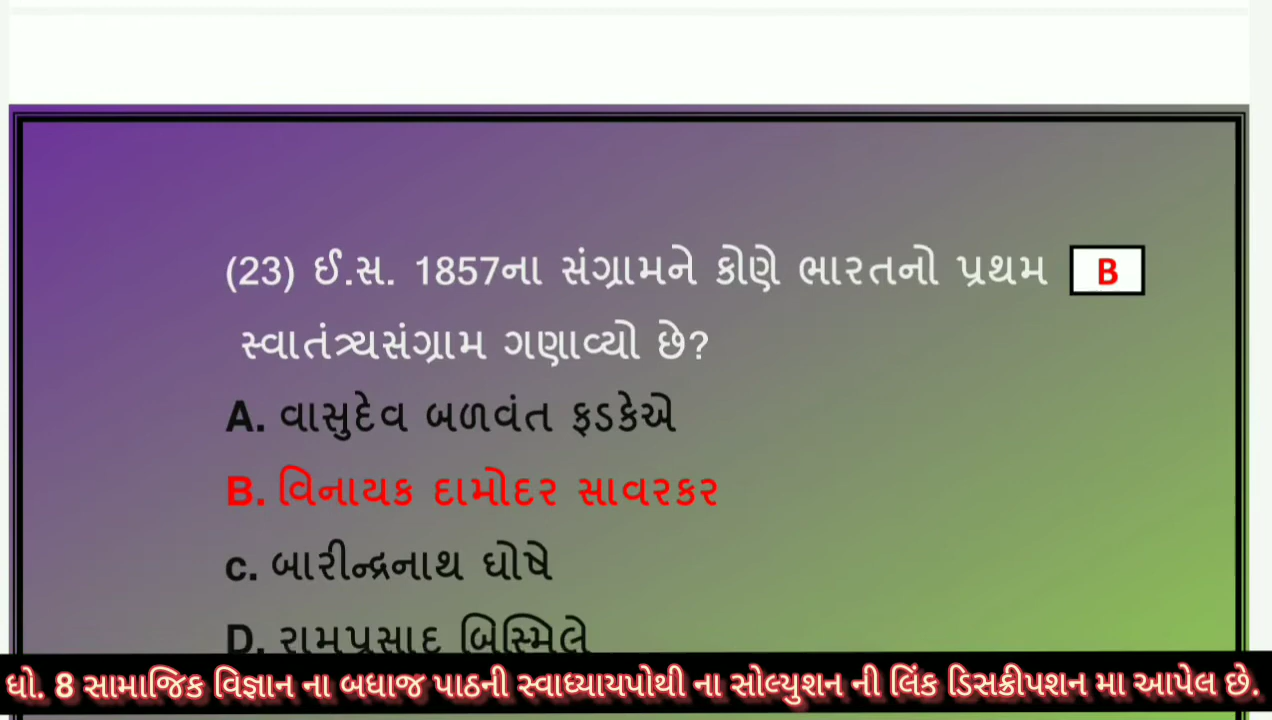 (23) ઈ.સ. 1857ના સંગ્રામને કોણે ભારતનો પ્રથમ B
સ્વાતંત્ર્યસંગ્રામ ગણાવ્યો છે?
A. વાસુદેવ બળવંત ફડકેએ
B. વિનાયક દામોદર સાવરકર
c. બારીન્દ્રનાથ ઘોષે
D. રામપ્રસાદ બિસ્મિલે
ધો. 8 સામાજિક વિજ્ઞાન ના બધાજ પાઠની સ્વાધ્યાયપોથી ના સોલ્યુશન ની લિંક ડિસક્રીપશન મા આપેલ છે.